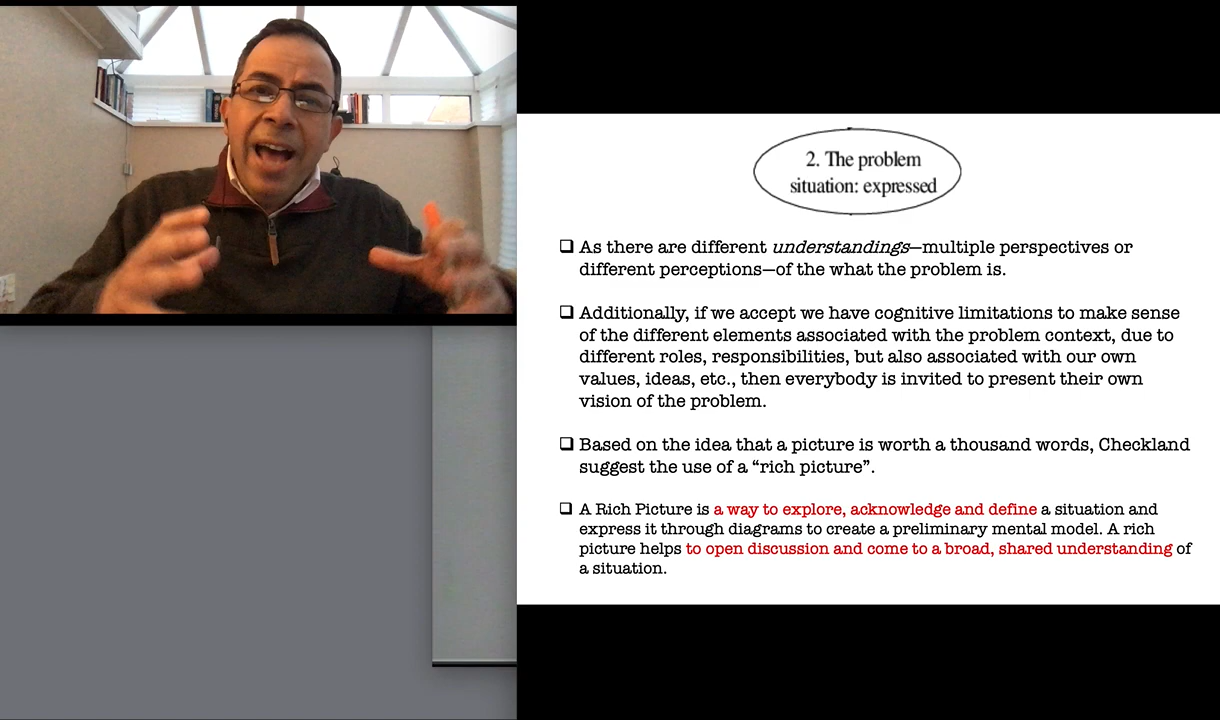 2. The problem
situation: expressed
❑ As there are different understandings—multiple perspectives or
different perceptions—of the what the problem is.
❑ Additionally, if we accept we have cognitive limitations to make sense
of the different elements associated with the problem context, due to
different roles, responsibilities, but also associated with our own
values, ideas, etc., then everybody is invited to present their own
vision of the problem.
❑ Based on the idea that a picture is worth a thousand words, Checkland
suggest the use of a “rich picture”.
❑ A Rich Picture is a way to explore, acknowledge and define a situation and
express it through diagrams to create a preliminary mental model. A rich
picture helps to open discussion and come to a broad, shared understanding of
a situation.